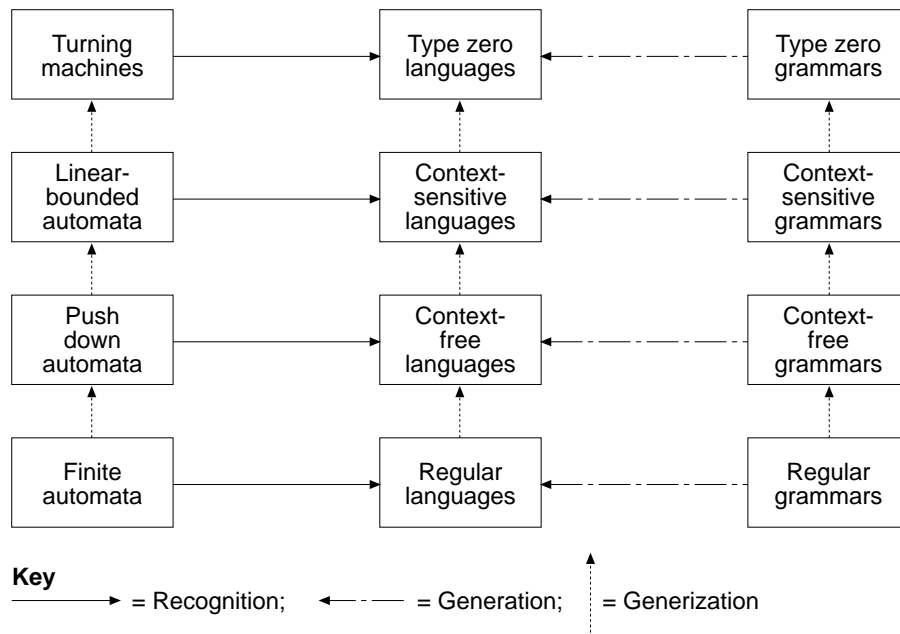 Turning
machines
Type zero
languages
Type zero
grammars
Linear-
bounded
automata
Context-
sensitive
languages
Context-
sensitive
grammars
Push
down
automata
Context-
free
languages
Context-
free
grammars
Finite
automata
Regular
languages
Regular
grammars
Key
= Recognition; = Generation; = Generization